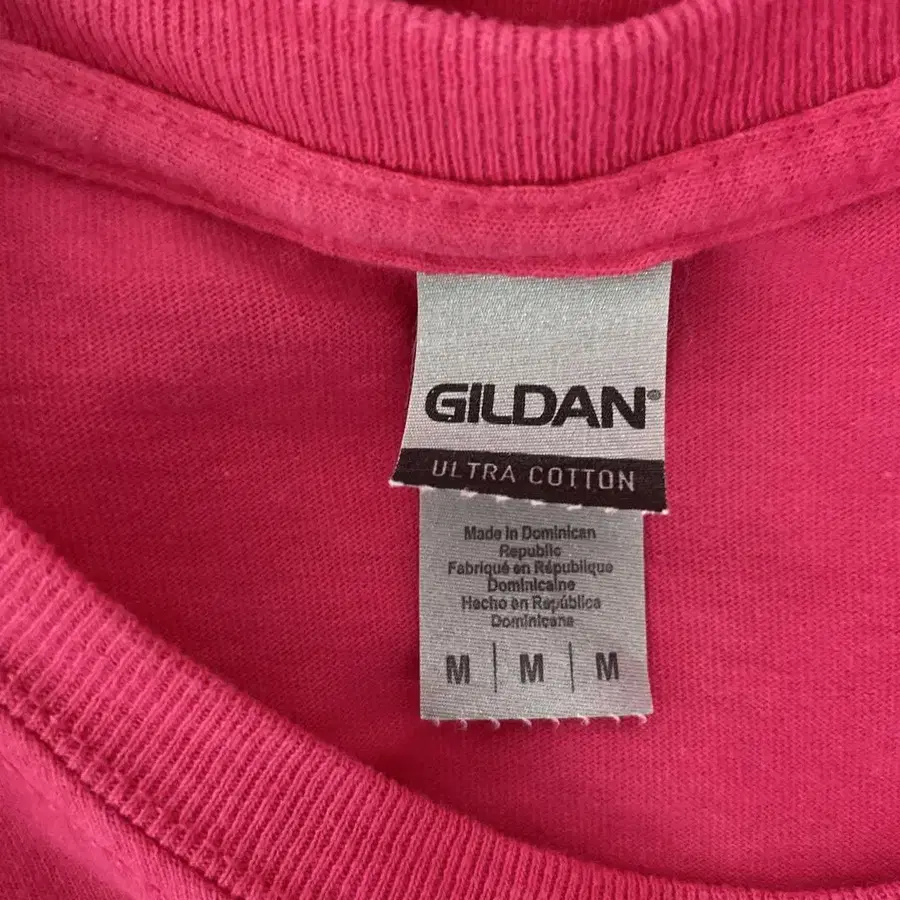 GILDAN®
ULTRA COTTON
Made in Dominican
Republic
Fabriqué en République
Dominicaine
Hecho en República
Dominicana
M | M | M